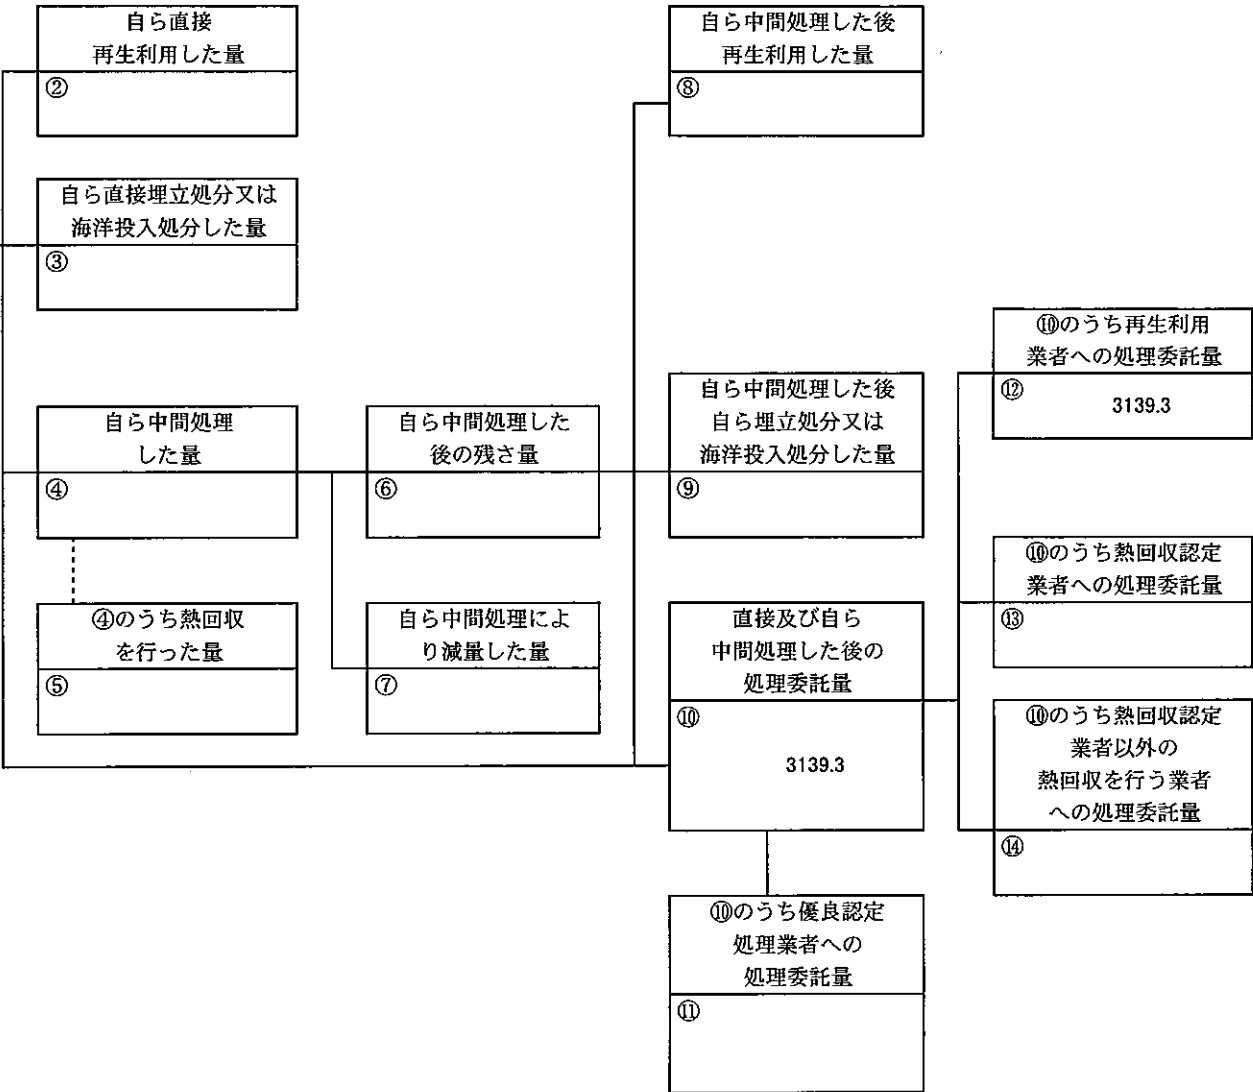 自ら直接
再生利用した量
②
自ら中間処理した後
再生利用した量
⑧
自ら直接埋立処分又は
海洋投入処分した量
③
⑩のうち再生利用
業者への処理委託量
⑫
3139.3
自ら中間処理
した量
④
自ら中間処理した
後の残さ量
⑥
自ら中間処理した後
自ら埋立処分又は
海洋投入処分した量
⑨
⑩のうち熱回収認定
業者への処理委託量
⑬
④のうち熱回収
を行った量
⑤
自ら中間処理によ
り減量した量
⑦
直接及び自ら
中間処理した後の
処理委託量
⑩
3139.3
⑩のうち熱回収認定
業者以外の
熱回収を行う業者
への処理委託量
⑭
⑩のうち優良認定
処理業者への
処理委託量
⑪